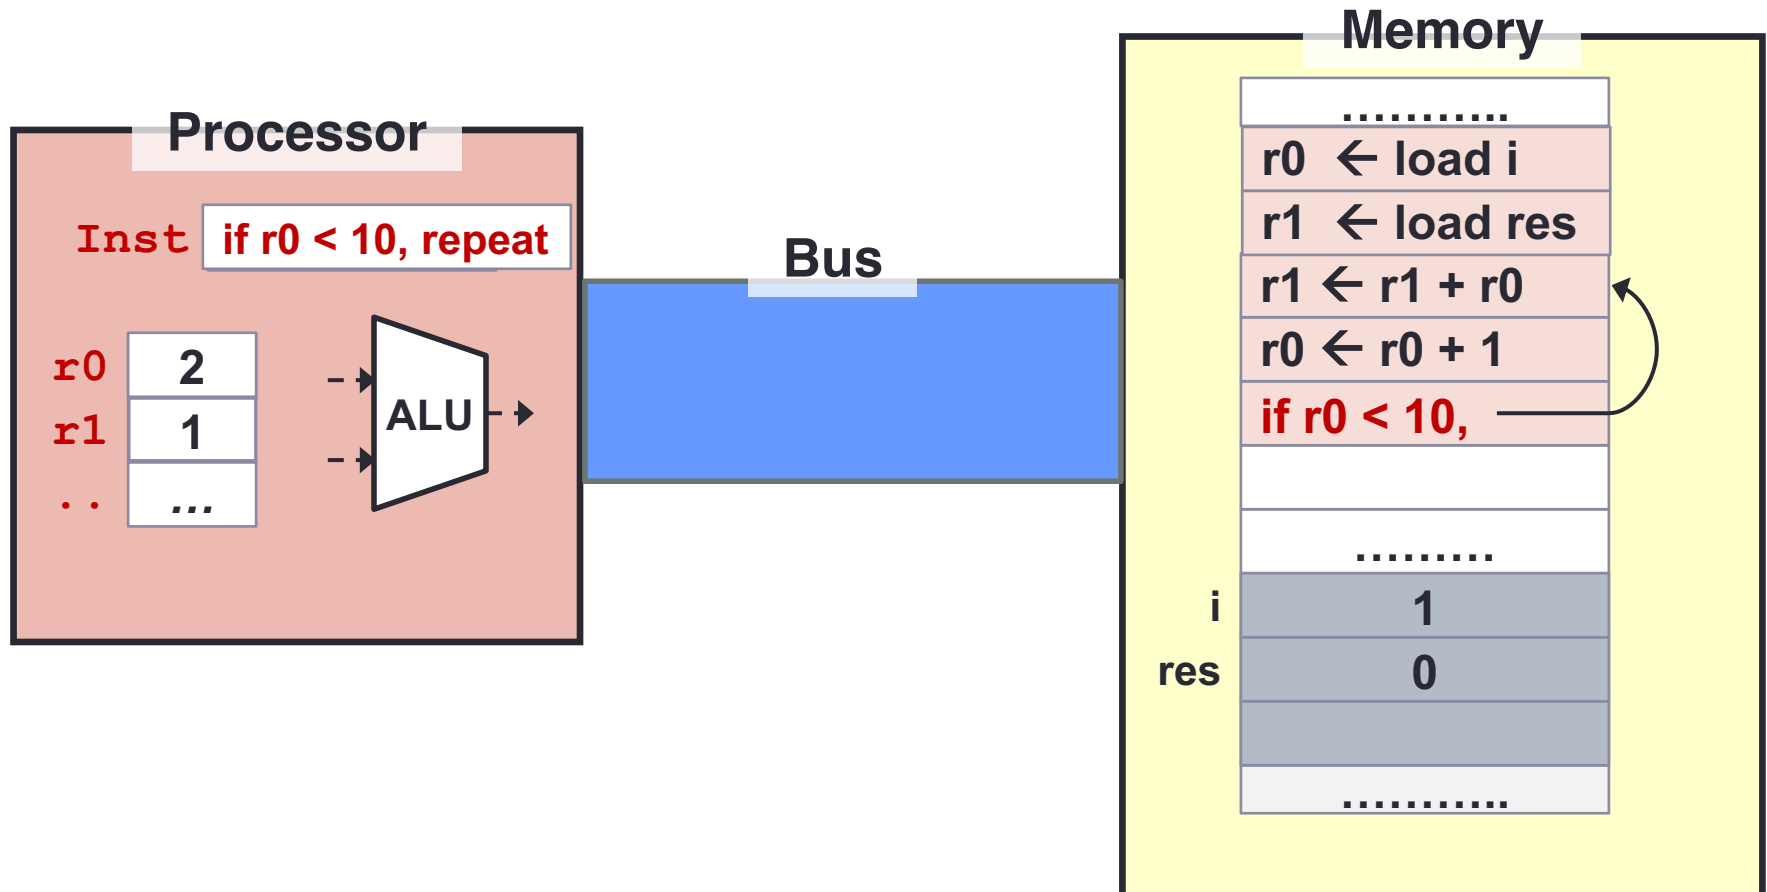 Memory
Processor
Inst if r0 < 10, repeat
r0 2
r1 1
.. ...
ALU
Bus
...........
r0 ← load i
r1 ← load res
r1 ← r1 + r0
r0 ← r0 + 1
if r0 < 10,
.........
i 1
res 0
...........